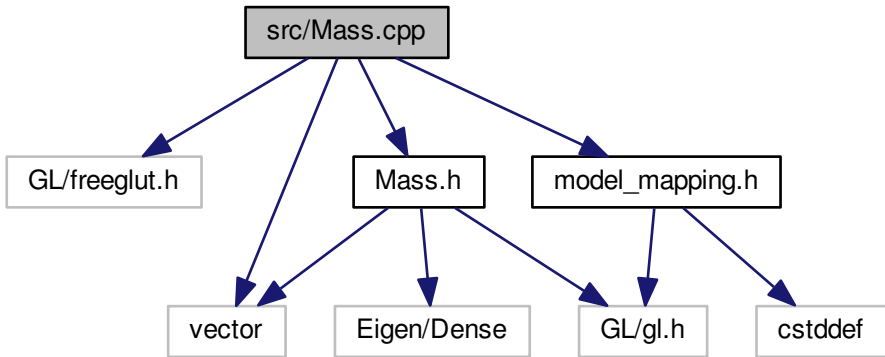 src/Mass.cpp
GL/freeglut.h
Mass.h
model_mapping.h
vector
Eigen/Dense
GL/gl.h
cstddef